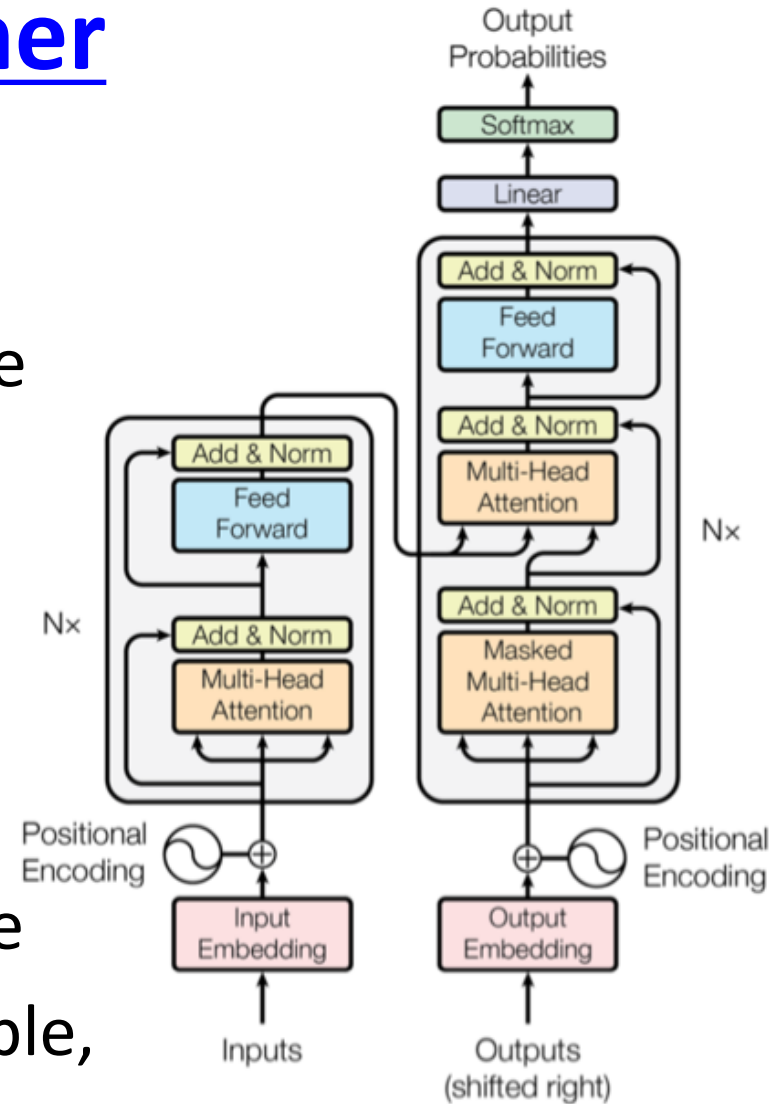 ner
e
e
ple,
Output
Probabilities
Softmax
Linear
Add & Norm
Feed
Forward
Add & Norm
Multi-Head
Attention
Nx
Add & Norm
Masked
Multi-Head
Attention
Add & Norm
Feed
Forward
Nx
Add & Norm
Multi-Head
Attention
Positional
Encoding
Positional
Encoding
Input
Embedding
Output
Embedding
Inputs
Outputs
(shifted right)